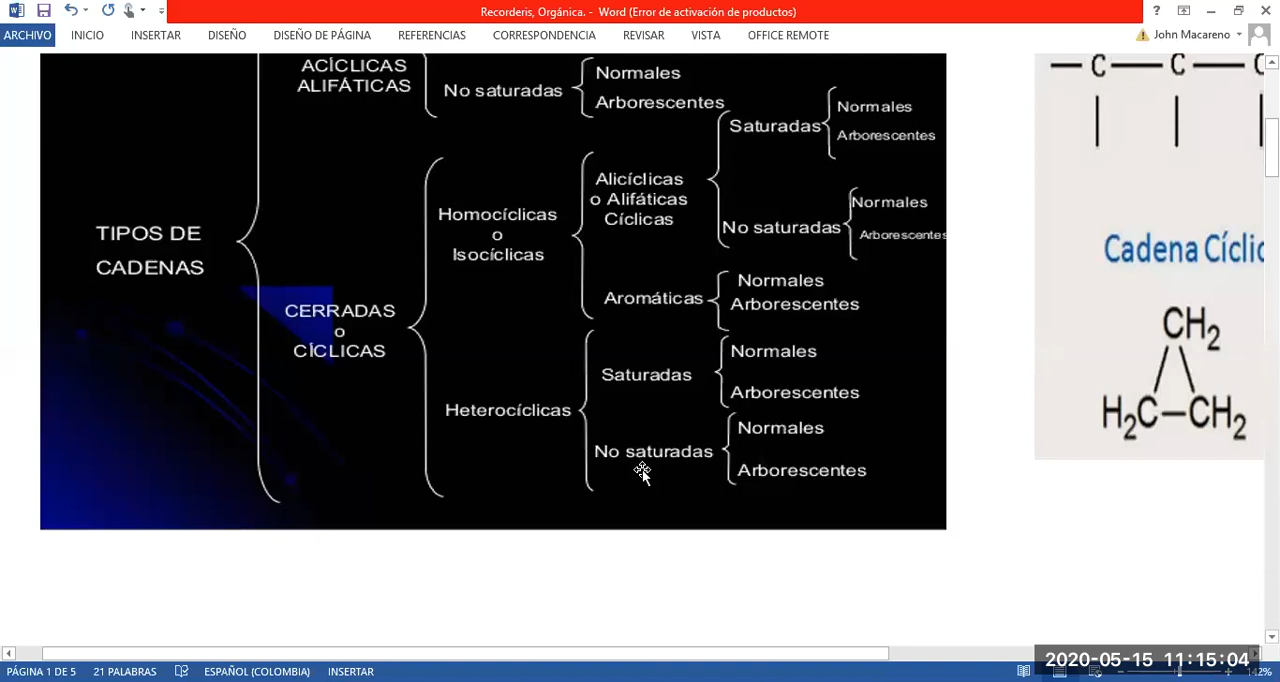 Recorderis, Orgánica. - Word (Error de activación de productos)
?
ARCHIVO
INICIO
INSERTAR
DISEÑO
DISEÑO DE PÁGINA
REFERENCIAS
CORRESPONDENCIA
REVISAR
VISTA
OFFICE REMOTE
John Macareno
ACÍCLICAS
ALIFÁTICAS
No saturadas
Normales
Arborescentes
TIPOS DE
CADENAS
CERRADAS
o
CÍCLICAS
Homocíclicas
o
Isocíclicas
Alicíclicas
o Alifáticas
Cíclicas
Saturadas
Normales
Arborescentes
No saturadas
Normales
Arborescentes
Aromáticas
Normales
Arborescentes
Heterocíclicas
Saturadas
Normales
Arborescentes
No saturadas
Normales
Arborescentes
— C — C — C
Cadena Cíclic
CH2
H2C—CH2
PÁGINA 1 DE 5
21 PALABRAS
ESPAÑOL (COLOMBIA)
INSERTAR
2020-05-15 11:15:04